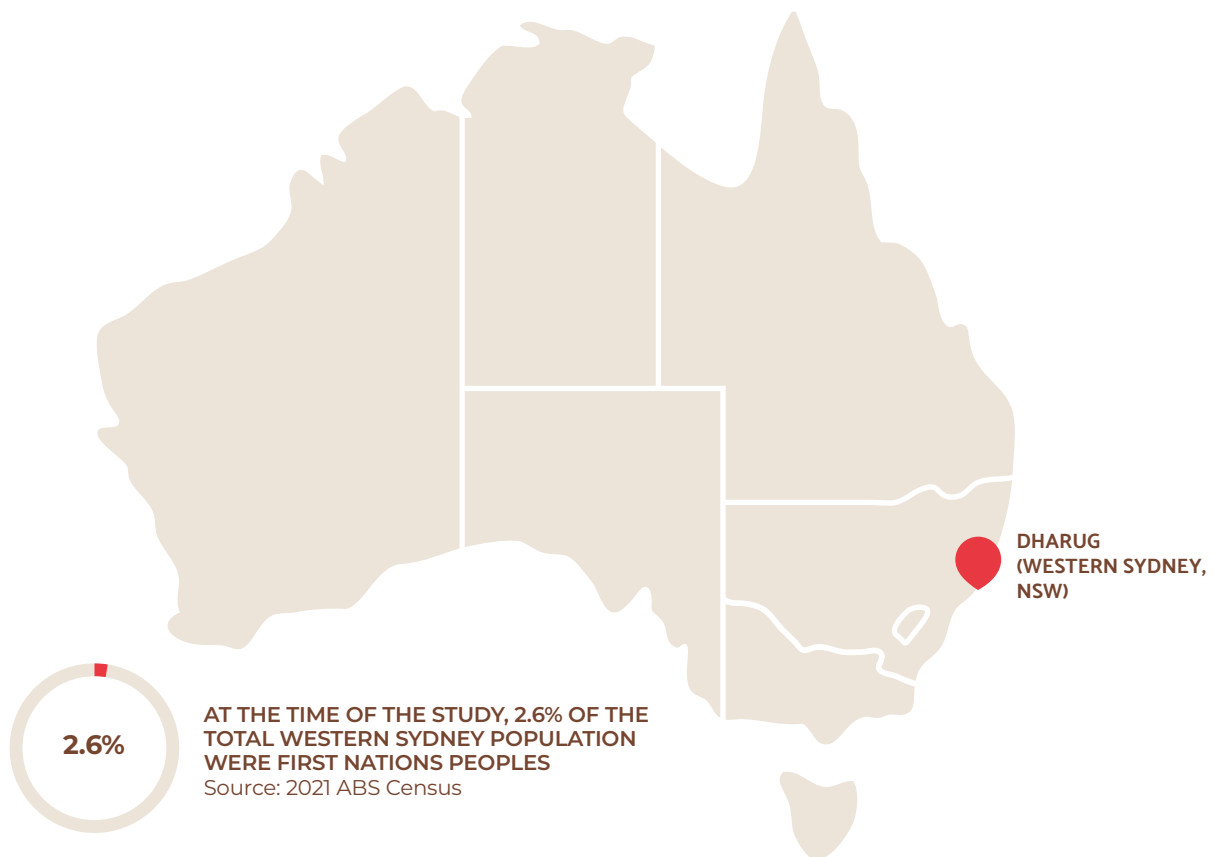 DHARUG
(WESTERN SYDNEY,
NSW)
2.6%
AT THE TIME OF THE STUDY, 2.6% OF THE
TOTAL WESTERN SYDNEY POPULATION
WERE FIRST NATIONS PEOPLES
Source: 2021 ABS Census